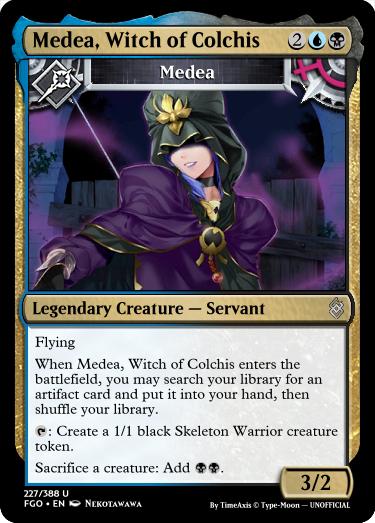 Medea, Witch of Colchis 2
Medea
Legendary Creature — Servant
Flying
When Medea, Witch of Colchis enters the
battlefield, you may search your library for an
artifact card and put it into your hand, then
shuffle your library.
: Create a 1/1 black Skeleton Warrior creature
token.
Sacrifice a creature: Add .
3/2
227/388 U
FGO • EN Nekotawawa
By TimeAxis © Type-Moon — UNOFFICIAL